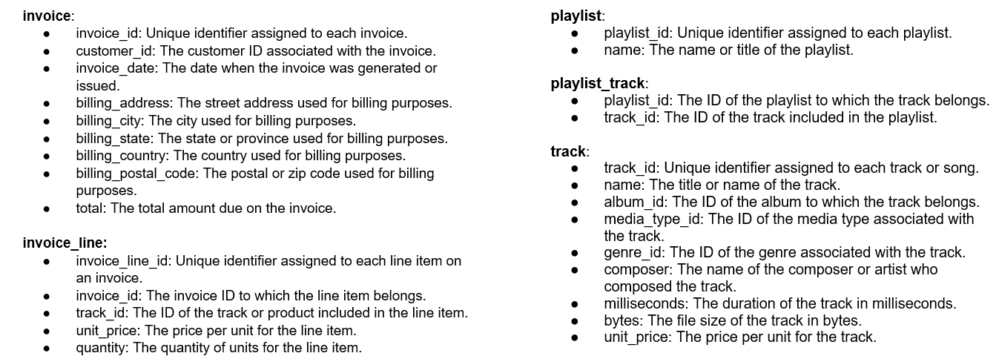 invoice:
● invoice_id: Unique identifier assigned to each invoice.
● customer_id: The customer ID associated with the invoice.
● invoice_date: The date when the invoice was generated or
issued.
● billing_address: The street address used for billing purposes.
● billing_city: The city used for billing purposes.
● billing_state: The state or province used for billing purposes.
● billing_country: The country used for billing purposes.
● billing_postal_code: The postal or zip code used for billing
purposes.
● total: The total amount due on the invoice.
invoice_line:
● invoice_line_id: Unique identifier assigned to each line item on
an invoice.
● invoice_id: The invoice ID to which the line item belongs.
● track_id: The ID of the track or product included in the line item.
● unit_price: The price per unit for the line item.
● quantity: The quantity of units for the line item.
playlist:
● playlist_id: Unique identifier assigned to each playlist.
● name: The name or title of the playlist.
playlist_track:
● playlist_id: The ID of the playlist to which the track belongs.
● track_id: The ID of the track included in the playlist.
track:
● track_id: Unique identifier assigned to each track or song.
● name: The title or name of the track.
● album_id: The ID of the album to which the track belongs.
● media_type_id: The ID of the media type associated with
the track.
● genre_id: The ID of the genre associated with the track.
● composer: The name of the composer or artist who
composed the track.
● milliseconds: The duration of the track in milliseconds.
● bytes: The file size of the track in bytes.
● unit_price: The price per unit for the track.